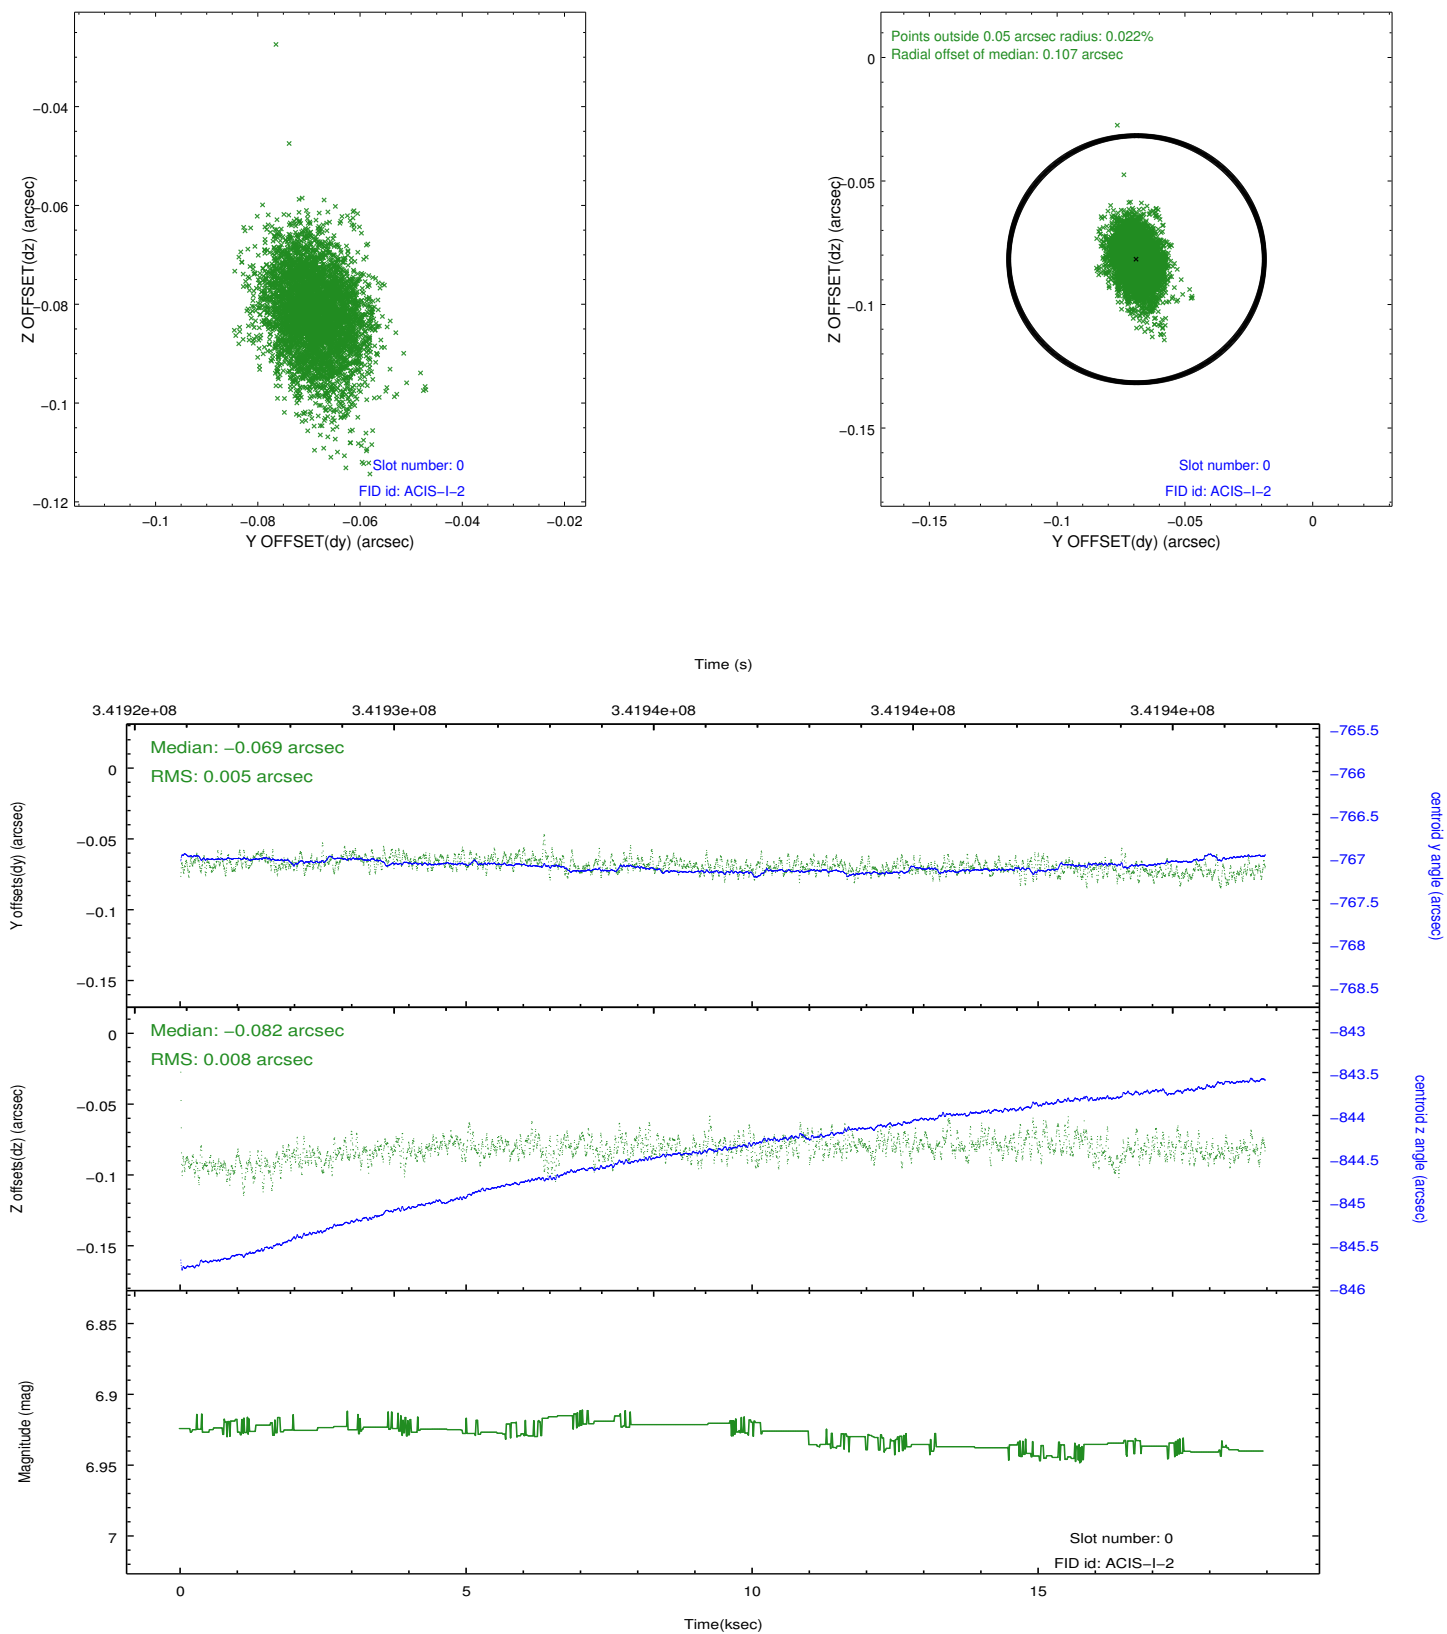 Z OFFSET(dz) (arcsec)
−0.04
−0.06
−0.08
−0.1
−0.12
−0.1
−0.08
−0.06
−0.04
−0.02
Y OFFSET(dy) (arcsec)
Slot number: 0
FID id: ACIS−I−2
Points outside 0.05 arcsec radius: 0.022%
Radial offset of median: 0.107 arcsec
Z OFFSET(dz) (arcsec)
0
−0.05
−0.1
−0.15
−0.15
−0.1
−0.05
0
Y OFFSET(dy) (arcsec)
Slot number: 0
FID id: ACIS−I−2
Time (s)
3.4192e+08
3.4193e+08
3.4194e+08
3.4194e+08
3.4194e+08
Median: −0.069 arcsec
RMS: 0.005 arcsec
Y offsets(dy) (arcsec)
0
−0.05
−0.1
−0.15
−765.5
−766
−766.5
−767
−767.5
−768
−768.5
centroid y angle (arcsec)
Median: −0.082 arcsec
RMS: 0.008 arcsec
Z offsets(dz) (arcsec)
0
−0.05
−0.1
−0.15
−843
−843.5
−844
−844.5
−845
−845.5
−846
centroid z angle (arcsec)
Magnitude (mag)
6.85
6.9
6.95
7
Slot number: 0
FID id: ACIS−I−2
0
5
10
15
Time(ksec)